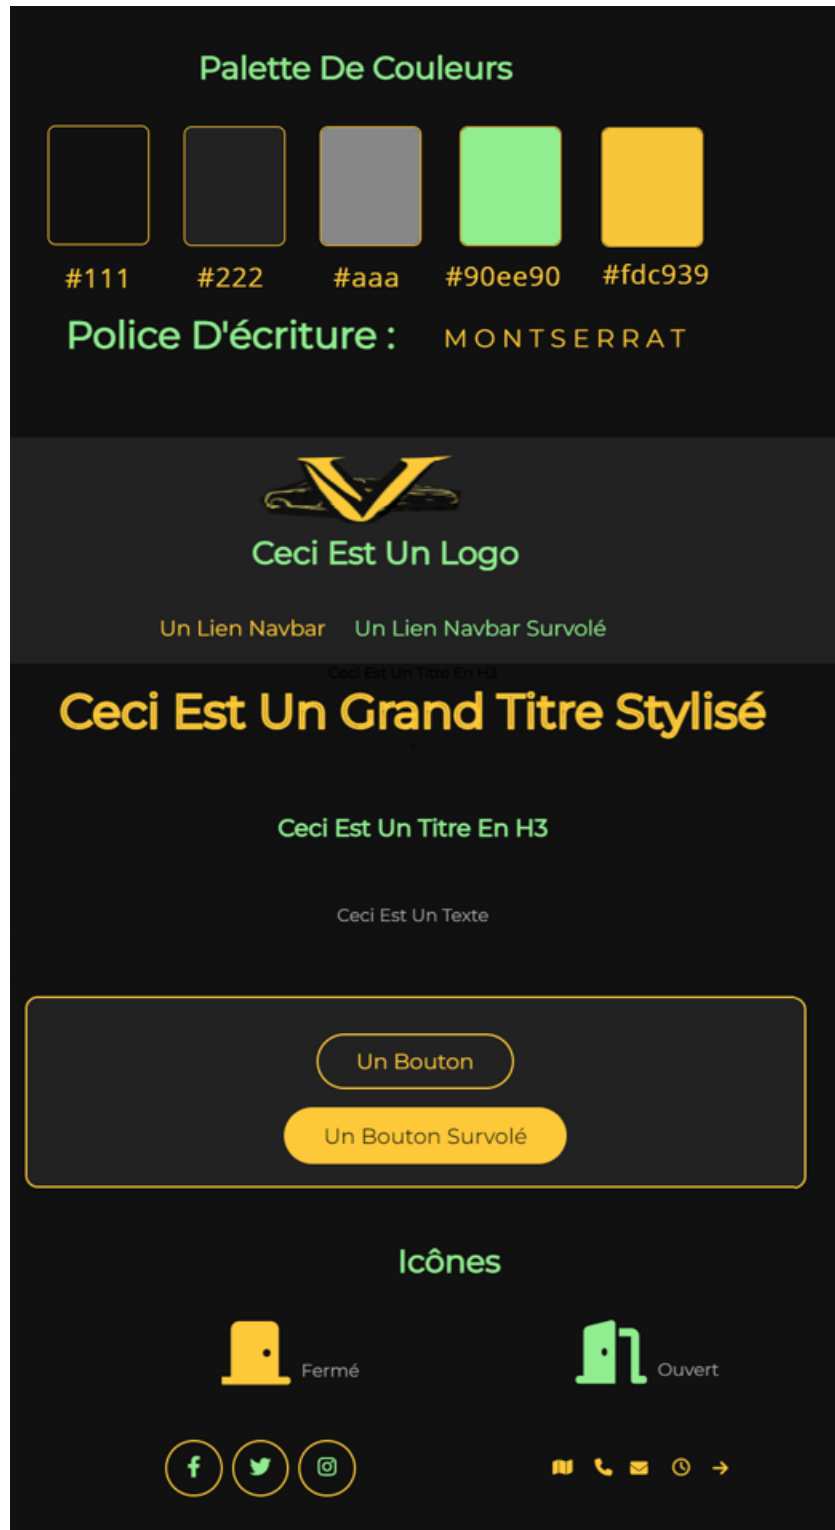 Palette De Couleurs
#111 #222 #aaa #90ee90 #fdc939
Police D'écriture : MONTSERRAT
Ceci Est Un Logo
Un Lien Navbar Un Lien Navbar Survolé
Ceci Est Un Titre En H3
Ceci Est Un Grand Titre Stylisé
Ceci Est Un Titre En H3
Ceci Est Un Texte
Un Bouton
Un Bouton Survolé
Icônes
Fermé Ouvert